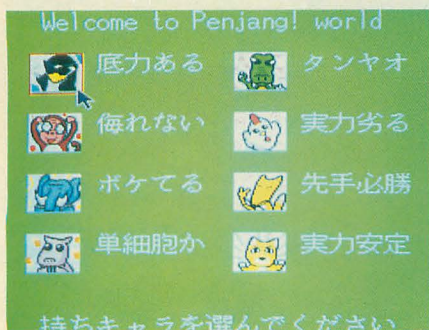 Welcome to Penjang! world
底力ある
タンヤオ
侮れない
実力劣る
ボケてる
先手必勝
単細胞か
実力安定
持ちキャラを選んでください